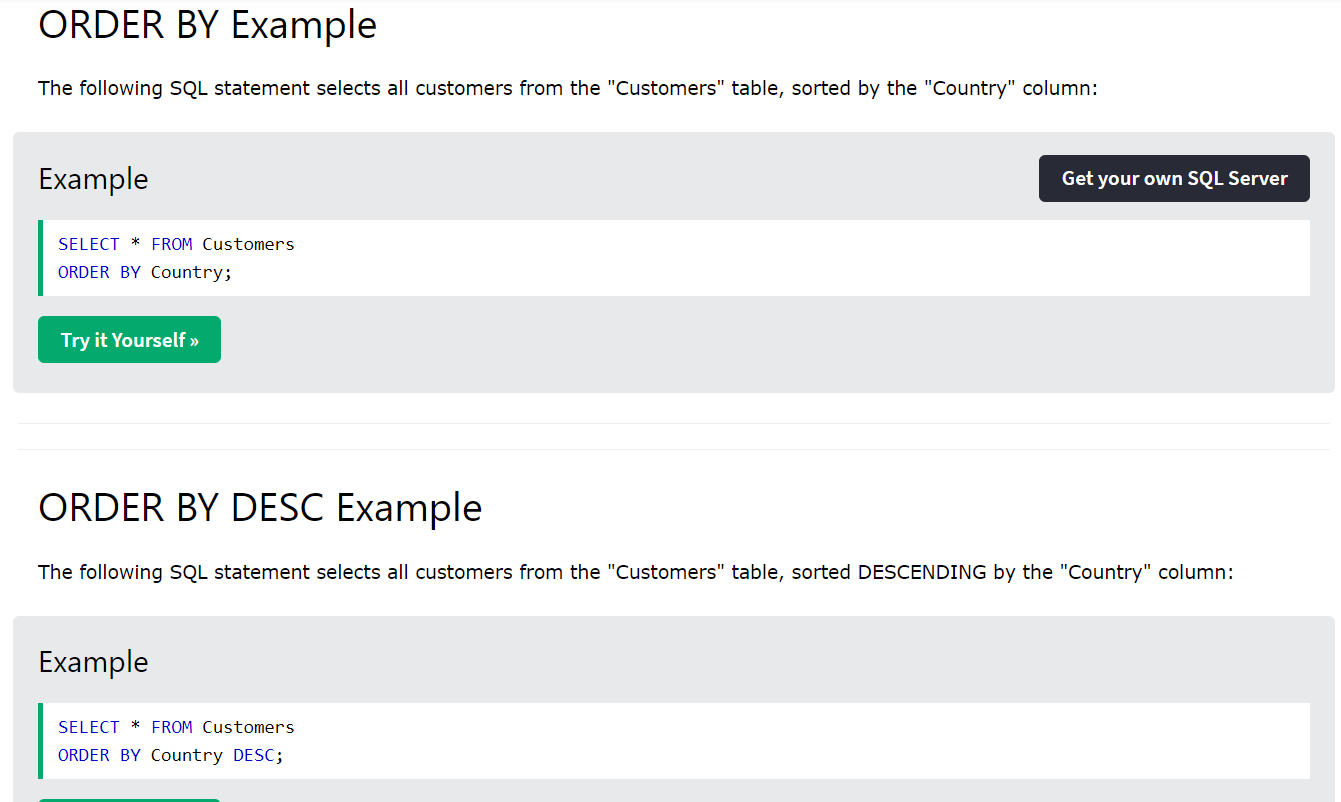 ORDER BY Example
The following SQL statement selects all customers from the "Customers" table, sorted by the "Country" column:
Example
Get your own SQL Server
SELECT * FROM Customers
ORDER BY Country;
Try it Yourself »
ORDER BY DESC Example
The following SQL statement selects all customers from the "Customers" table, sorted DESCENDING by the "Country" column:
Example
SELECT * FROM Customers
ORDER BY Country DESC;